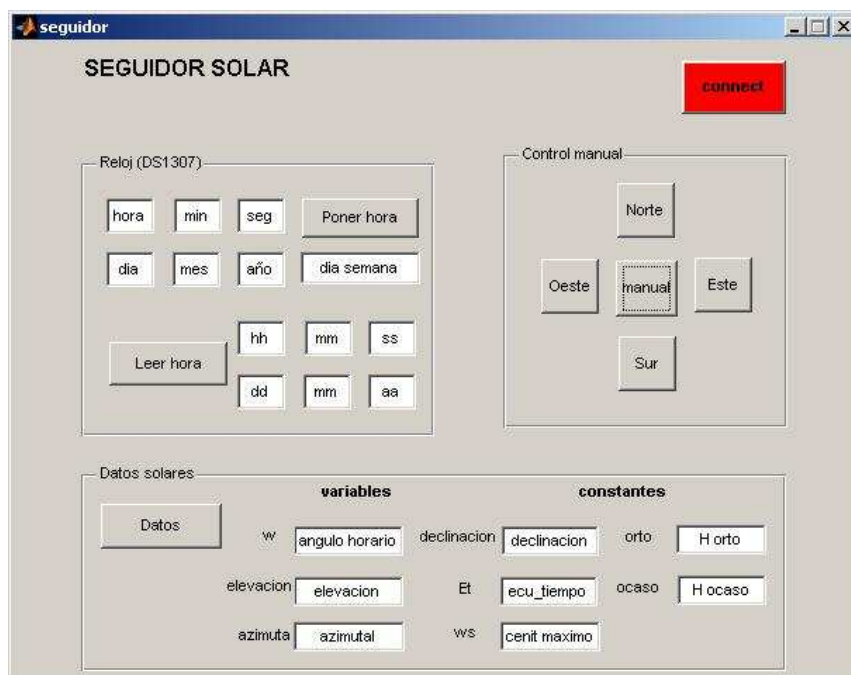 seguidor
SEGUIDOR SOLAR
connect
Reloj (DS1307)
hora min seg Poner hora
dia mes año dia semana
Leer hora
hh mm ss
dd mm aa
Control manual
Norte
Oeste manual Este
Sur
Datos solares
variables constantes
Datos
w angulo horario declinacion declinacion orto H orto
elevacion elevacion Et ecu_tiempo ocaso H ocaso
azimuta azimutal ws cenit maximo